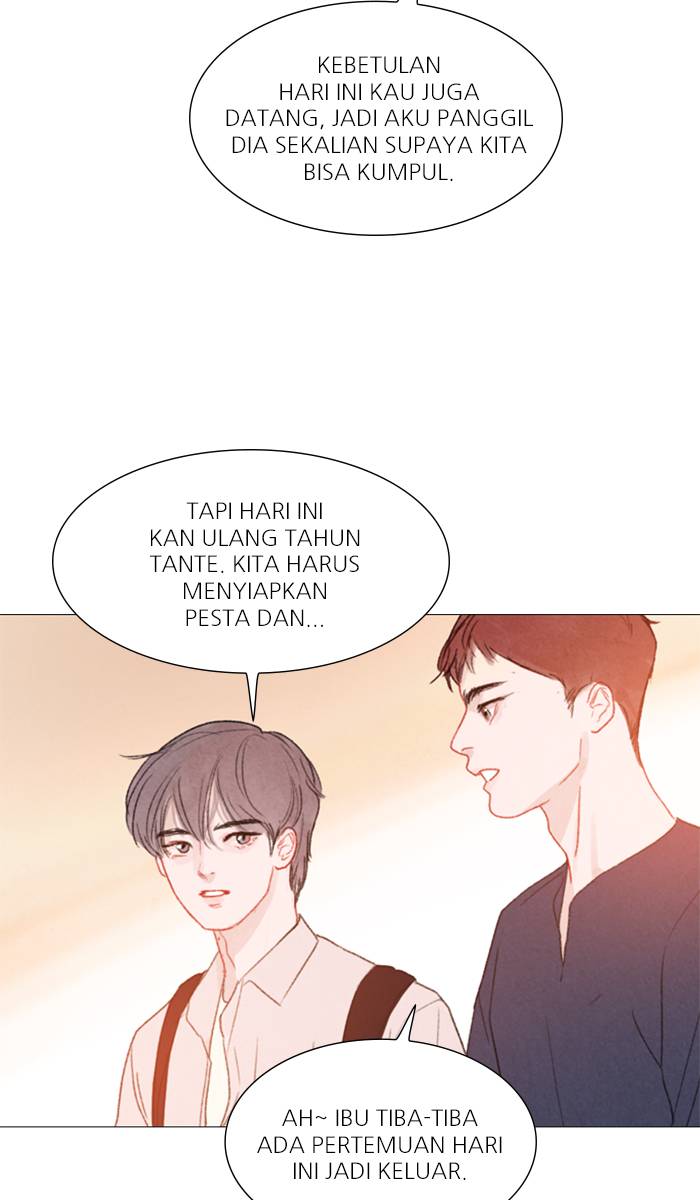 KEBETULAN
HARI INI KAU JUGA
DATANG, JADI AKU PANGGIL
DIA SEKALIAN SUPAYA KITA
BISA KUMPUL.
TAPI HARI INI
KAN ULANG TAHUN
TANTE. KITA HARUS
MENYIAPKAN
PESTA DAN...
AH~ IBU TIBA-TIBA
ADA PERTEMUAN HARI
INI JADI KELUAR.